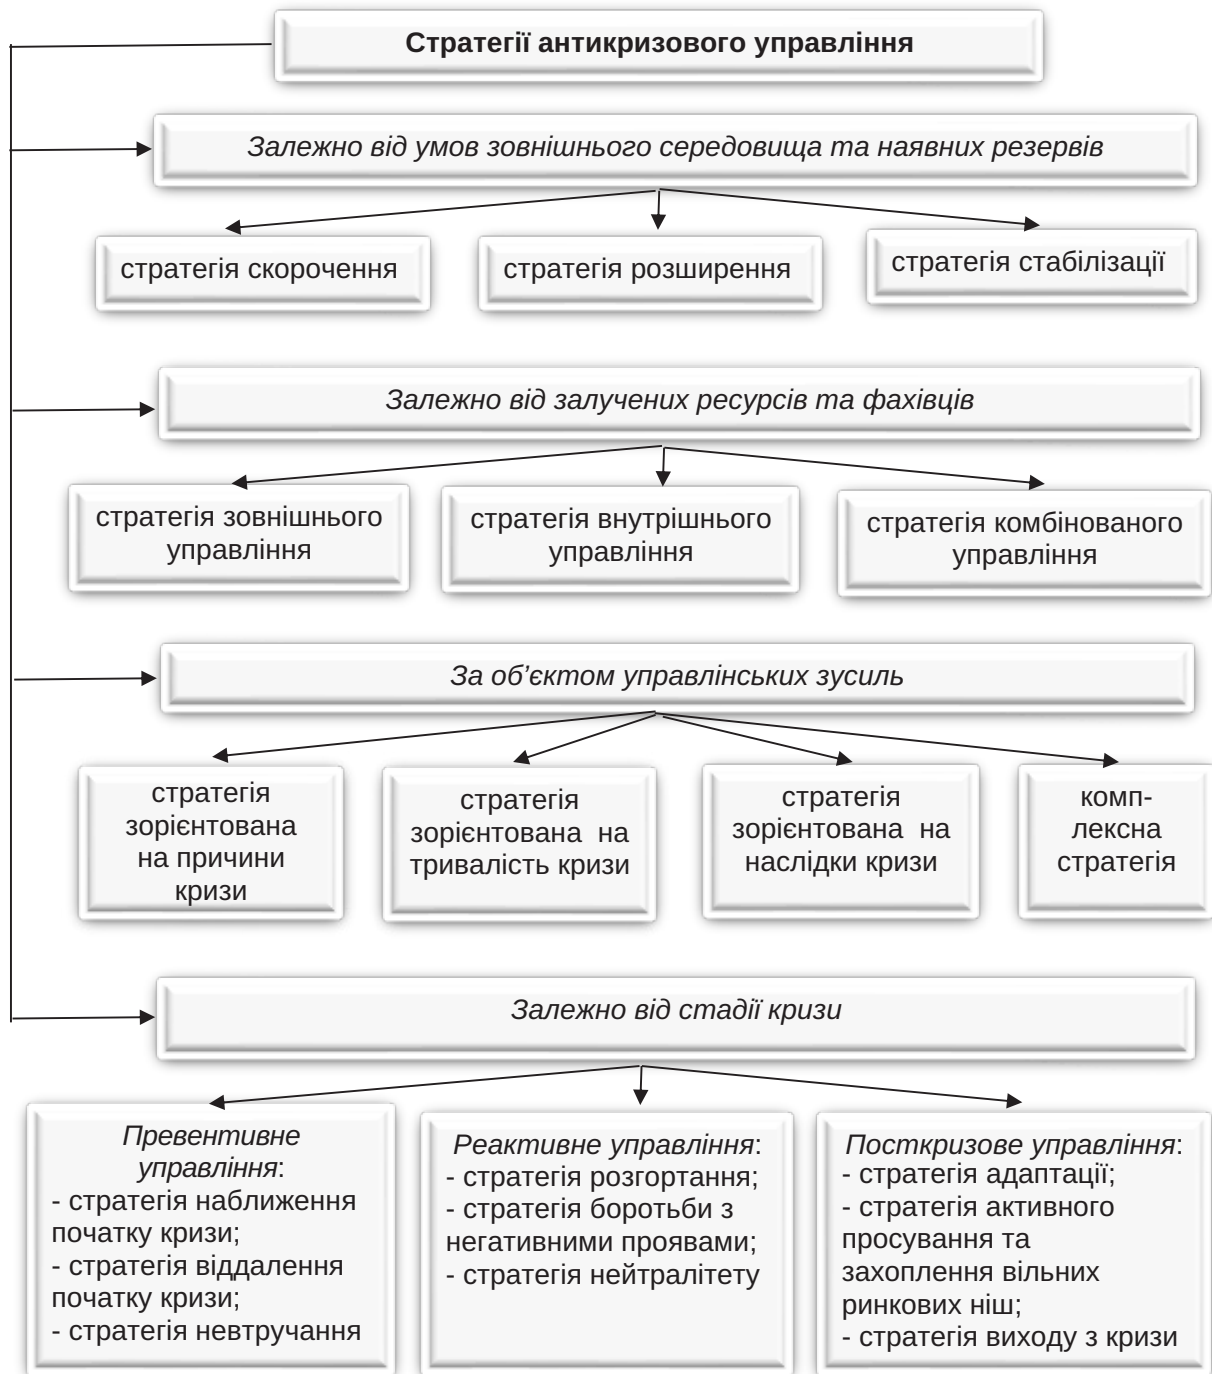 Стратегії антикризового управління
Залежно від умов зовнішнього середовища та наявних резервів
стратегія скорочення
стратегія розширення
стратегія стабілізації
Залежно від залучених ресурсів та фахівців
стратегія зовнішнього
управління
стратегія внутрішнього
управління
стратегія комбінованого
управління
За об’єктом управлінських зусиль
стратегія
зорієнтована
на причини
кризи
стратегія
зорієнтована на
тривалість кризи
стратегія
зорієнтована на
наслідки кризи
комп-
лексна
стратегія
Залежно від стадії кризи
Превентивне
управління:
- стратегія наближення
початку кризи;
- стратегія віддалення
початку кризи;
- стратегія невтручання
Реактивне управління:
- стратегія розгортання;
- стратегія боротьби з
негативними проявами;
- стратегія нейтралітету
Посткризове управління:
- стратегія адаптації;
- стратегія активного
просування та
захоплення вільних
ринкових ніш;
- стратегія виходу з кризи